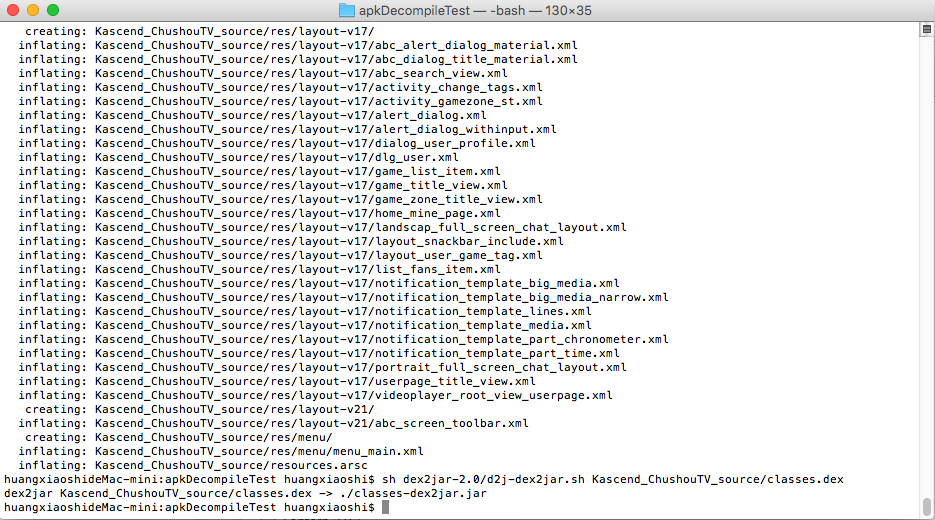 apkDecompileTest — -bash — 130×35
creating: Kascend_ChushouTV_source/res/layout-v17/
inflating: Kascend_ChushouTV_source/res/layout-v17/abc_alert_dialog_material.xml
inflating: Kascend_ChushouTV_source/res/layout-v17/abc_dialog_title_material.xml
inflating: Kascend_ChushouTV_source/res/layout-v17/abc_search_view.xml
inflating: Kascend_ChushouTV_source/res/layout-v17/activity_change_tags.xml
inflating: Kascend_ChushouTV_source/res/layout-v17/activity_gamezone_st.xml
inflating: Kascend_ChushouTV_source/res/layout-v17/alert_dialog.xml
inflating: Kascend_ChushouTV_source/res/layout-v17/alert_dialog_withinput.xml
inflating: Kascend_ChushouTV_source/res/layout-v17/dialog_user_profile.xml
inflating: Kascend_ChushouTV_source/res/layout-v17/dlg_user.xml
inflating: Kascend_ChushouTV_source/res/layout-v17/game_list_item.xml
inflating: Kascend_ChushouTV_source/res/layout-v17/game_title_view.xml
inflating: Kascend_ChushouTV_source/res/layout-v17/game_zone_title_view.xml
inflating: Kascend_ChushouTV_source/res/layout-v17/home_mine_page.xml
inflating: Kascend_ChushouTV_source/res/layout-v17/landscap_full_screen_chat_layout.xml
inflating: Kascend_ChushouTV_source/res/layout-v17/layout_snackbar_include.xml
inflating: Kascend_ChushouTV_source/res/layout-v17/layout_user_game_tag.xml
inflating: Kascend_ChushouTV_source/res/layout-v17/list_fans_item.xml
inflating: Kascend_ChushouTV_source/res/layout-v17/notification_template_big_media.xml
inflating: Kascend_ChushouTV_source/res/layout-v17/notification_template_big_media_narrow.xml
inflating: Kascend_ChushouTV_source/res/layout-v17/notification_template_lines.xml
inflating: Kascend_ChushouTV_source/res/layout-v17/notification_template_media.xml
inflating: Kascend_ChushouTV_source/res/layout-v17/notification_template_part_chronometer.xml
inflating: Kascend_ChushouTV_source/res/layout-v17/notification_template_part_time.xml
inflating: Kascend_ChushouTV_source/res/layout-v17/portrait_full_screen_chat_layout.xml
inflating: Kascend_ChushouTV_source/res/layout-v17/userpage_title_view.xml
inflating: Kascend_ChushouTV_source/res/layout-v17/videoplayer_root_view_userpage.xml
creating: Kascend_ChushouTV_source/res/layout-v21/
inflating: Kascend_ChushouTV_source/res/layout-v21/abc_screen_toolbar.xml
creating: Kascend_ChushouTV_source/res/menu/
inflating: Kascend_ChushouTV_source/res/menu/menu_main.xml
inflating: Kascend_ChushouTV_source/resources.arsc
huangxiaoshideMac-mini:apkDecompileTest huangxiaoshi$ sh dex2jar-2.0/d2j-dex2jar.sh Kascend_ChushouTV_source/classes.dex
dex2jar Kascend_ChushouTV_source/classes.dex -> ./classes-dex2jar.jar
huangxiaoshideMac-mini:apkDecompileTest huangxiaoshi$